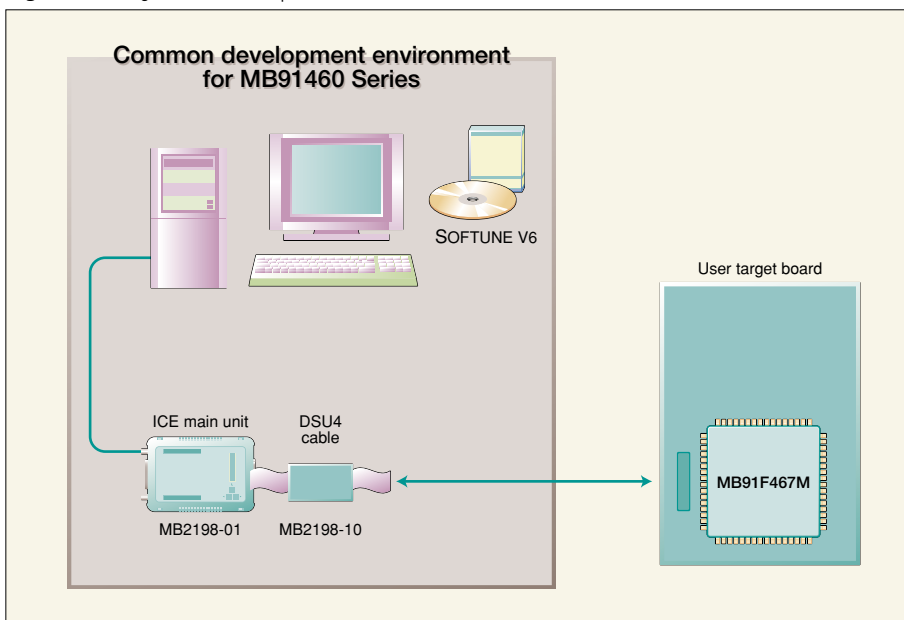 Common development environment
for MB91460 Series
SOFTUNE V6
User target board
ICE main unit
DSU4
cable
MB91F467M
MB2198-01
MB2198-10